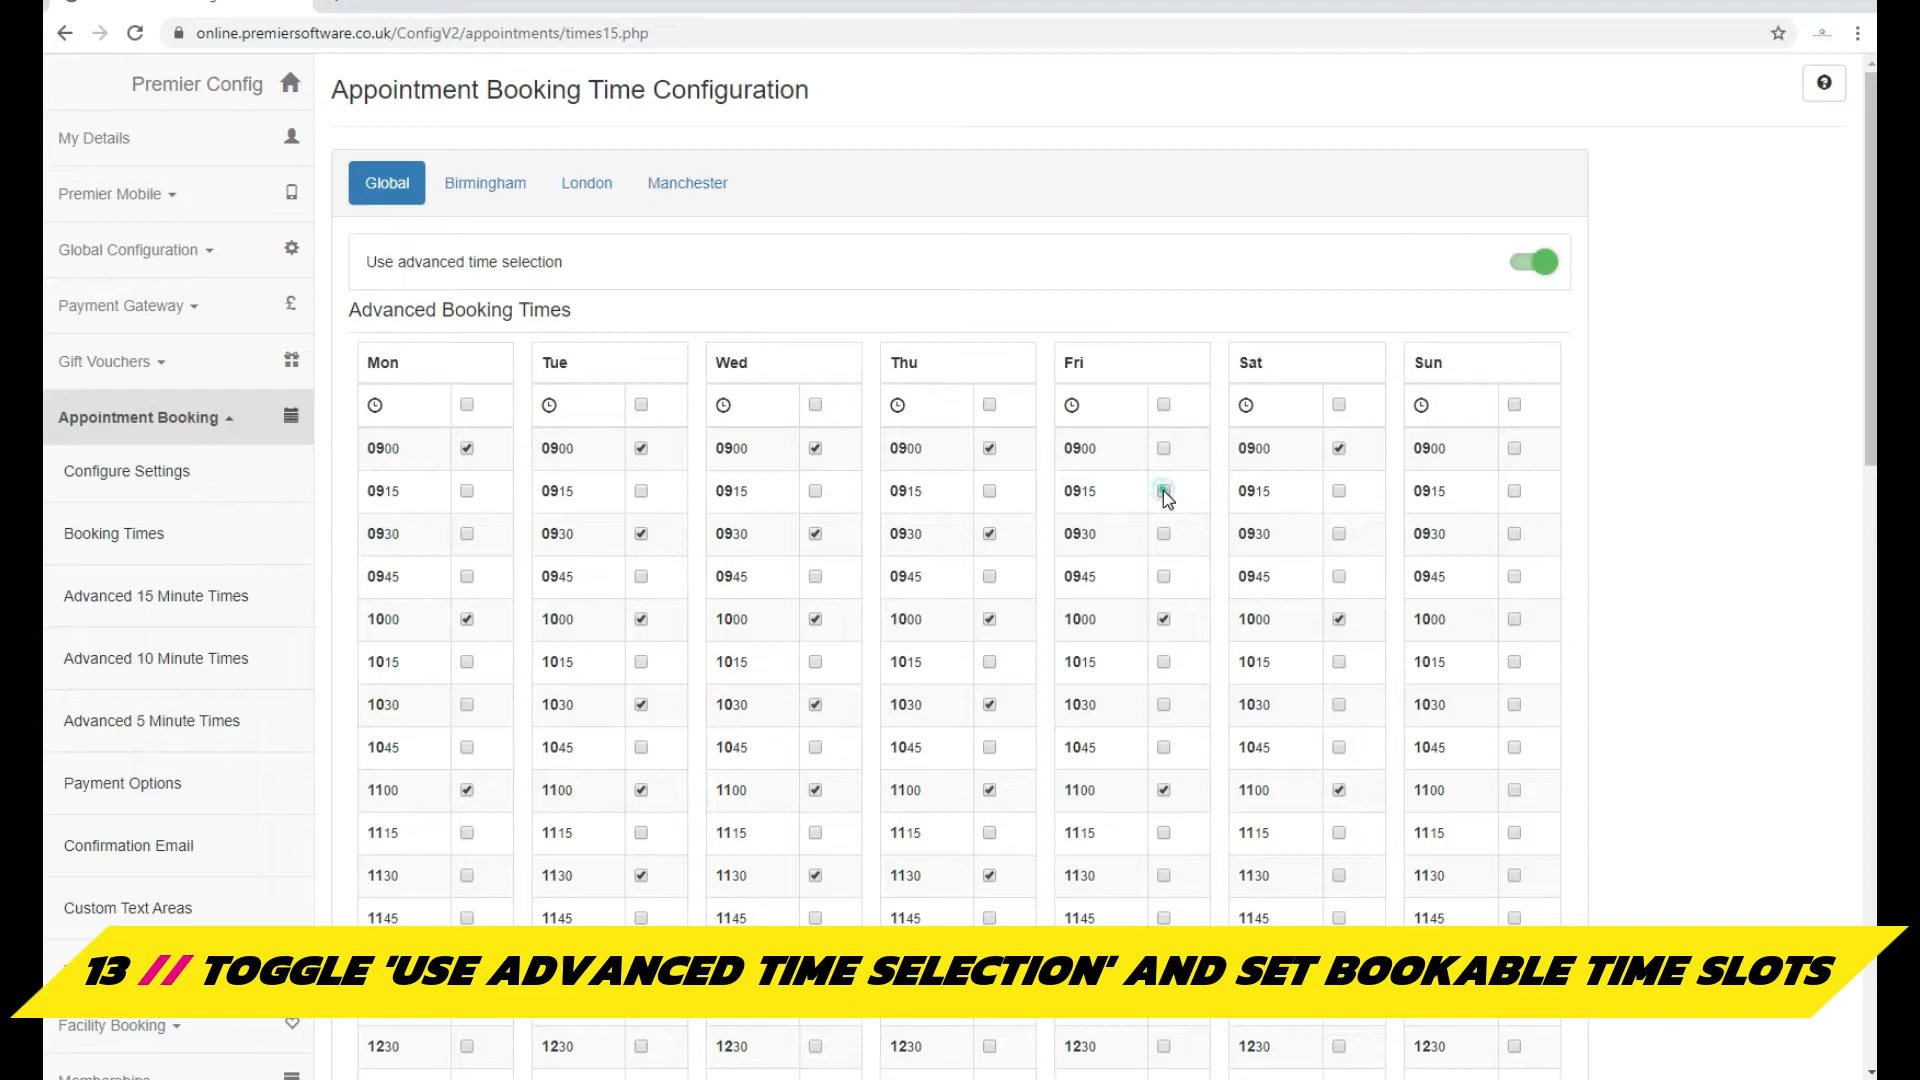 online.premiersoftware.co.uk/ConfigV2/appointments/times15.php
Premier Config
My Details
Premier Mobile
Global Configuration
Payment Gateway
£
Gift Vouchers
Appointment Booking
Configure Settings
Booking Times
Advanced 15 Minute Times
Advanced 10 Minute Times
Advanced 5 Minute Times
Payment Options
Confirmation Email
Custom Text Areas
Facility Booking
Appointment Booking Time Configuration
Global Birmingham London Manchester
Use advanced time selection
Advanced Booking Times
Mon Tue Wed Thu Fri Sat Sun
0900 0900 0900 0900 0900 0900 0900
0915 0915 0915 0915 0915 0915 0915
0930 0930 0930 0930 0930 0930 0930
0945 0945 0945 0945 0945 0945 0945
1000 1000 1000 1000 1000 1000 1000
1015 1015 1015 1015 1015 1015 1015
1030 1030 1030 1030 1030 1030 1030
1045 1045 1045 1045 1045 1045 1045
1100 1100 1100 1100 1100 1100 1100
1115 1115 1115 1115 1115 1115 1115
1130 1130 1130 1130 1130 1130 1130
1145 1145 1145 1145 1145 1145 1145
13 // TOGGLE 'USE ADVANCED TIME SELECTION' AND SET BOOKABLE TIME SLOTS
1230 1230 1230 1230 1230 1230 1230